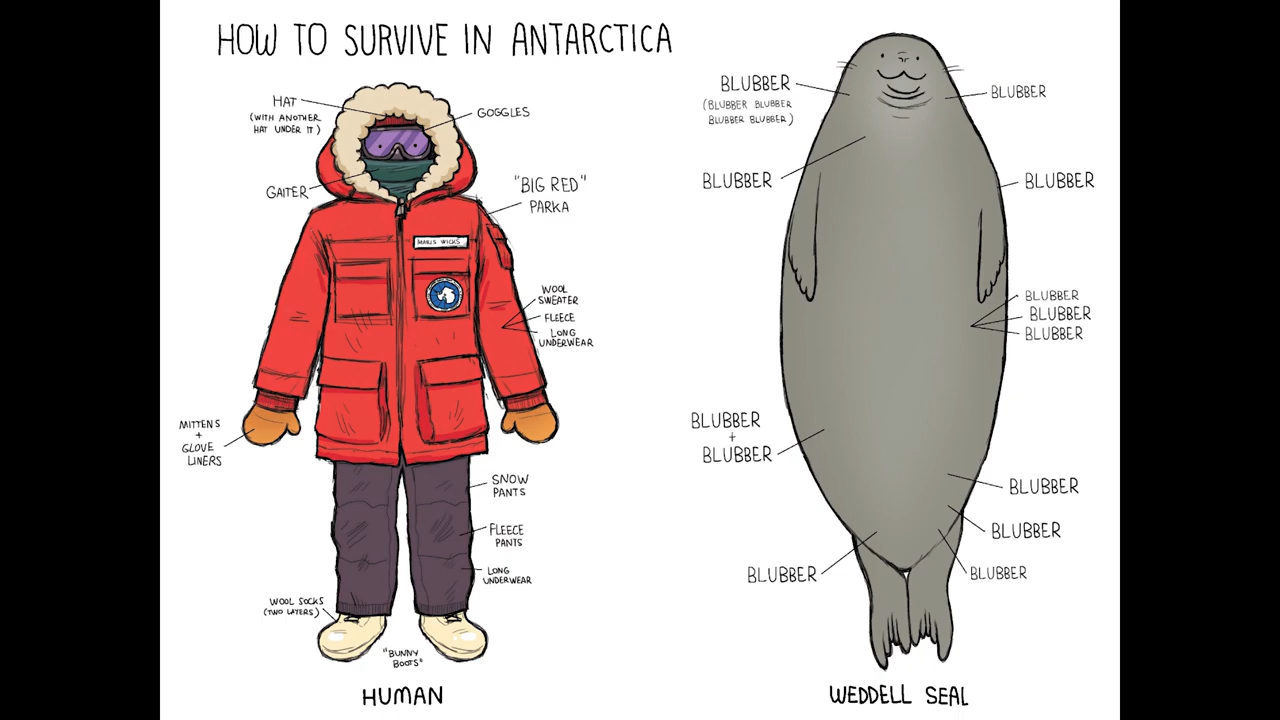 HOW TO SURVIVE IN ANTARCTICA
HAT
(WITH ANOTHER
HAT UNDER IT)
GOGGLES
GAITER
"BIG RED"
PARKA
MARIS WICKS
WOOL
SWEATER
FLEECE
LONG
UNDERWEAR
MITTENS
+
GLOVE
LINERS
SNOW
PANTS
FLEECE
PANTS
LONG
UNDERWEAR
WOOL SOCKS
(TWO LAYERS)
"BUNNY
BOOTS"
HUMAN
BLUBBER
(BLUBBER BLUBBER
BLUBBER BLUBBER)
BLUBBER
BLUBBER
BLUBBER
BLUBBER
BLUBBER
BLUBBER
BLUBBER
+
BLUBBER
BLUBBER
BLUBBER
BLUBBER
BLUBBER
WEDDELL SEAL